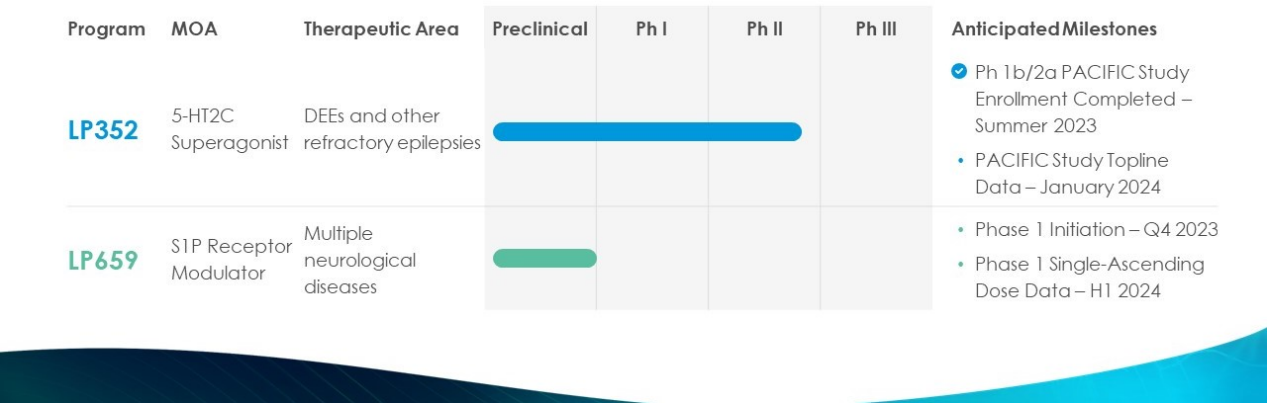 Program MOA Therapeutic Area Preclinical Ph I Ph II Ph III Anticipated Milestones
LP352
5-HT2C
Superagonist
DEEs and other
refractory epilepsies
Ph 1b/2a PACIFIC Study
Enrollment Completed –
Summer 2023
• PACIFIC Study Topline
Data – January 2024
LP659
S1P Receptor
Modulator
Multiple
neurological
diseases
• Phase 1 Initiation – Q4 2023
• Phase 1 Single-Ascending
Dose Data – H1 2024